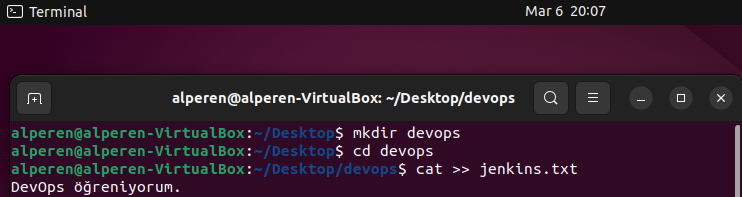 Terminal
Mar 6 20:07
alperen@alperen-VirtualBox: ~/Desktop/devops
alperen@alperen-VirtualBox:~/Desktop$ mkdir devops
alperen@alperen-VirtualBox:~/Desktop$ cd devops
alperen@alperen-VirtualBox:~/Desktop/devops$ cat >> jenkins.txt
DevOps öğreniyorum.